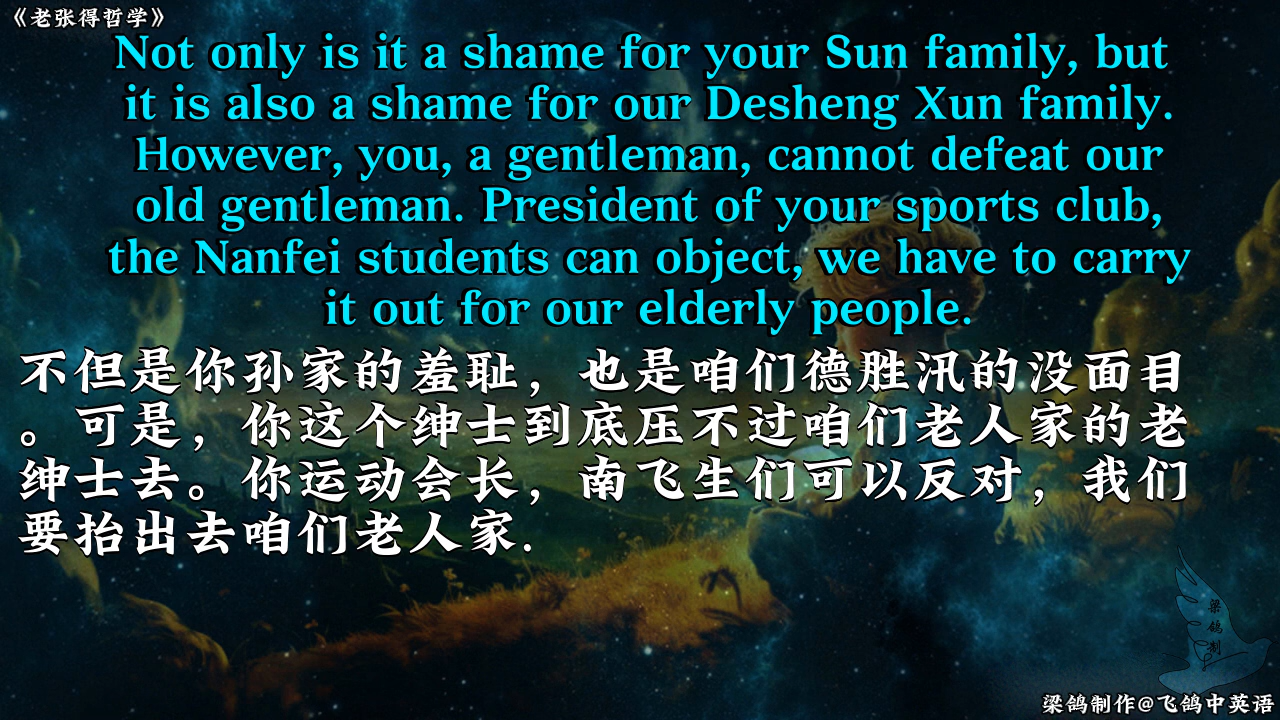 《老张得哲学》
Not only is it a shame for your Sun family, but
it is also a shame for our Desheng Xun family.
However, you, a gentleman, cannot defeat our
old gentleman. President of your sports club,
the Nanfei students can object, we have to carry
it out for our elderly people.
不但是你孙家的羞耻，也是咱们德胜汛的没面目
。可是，你这个绅士到底压不过咱们老人家的老
绅士去。你运动会长，南飞生们可以反对，我们
要抬出去咱们老人家.
梁
鸽
制
梁鸽制作@飞鸽中英语